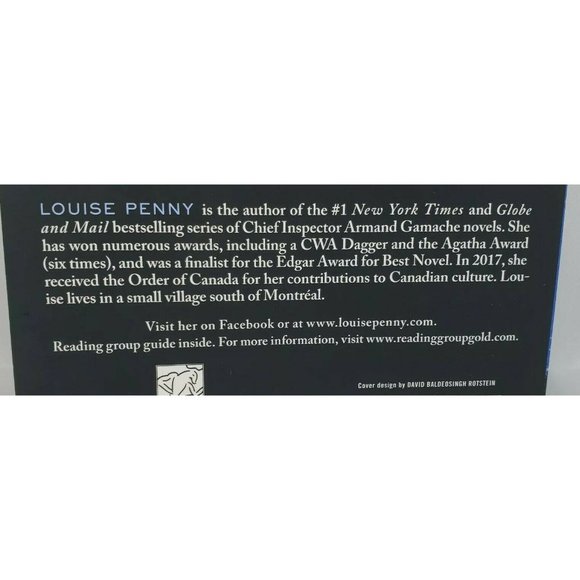 LOUISE PENNY is the author of the #1 New York Times and Globe
and Mail bestselling series of Chief Inspector Armand Gamache novels. She
has won numerous awards, including a CWA Dagger and the Agatha Award
(six times), and was a finalist for the Edgar Award for Best Novel. In 2017, she
received the Order of Canada for her contributions to Canadian culture. Lou-
ise lives in a small village south of Montréal.
Visit her on Facebook or at www.louisepenny.com.
Reading group guide inside. For more information, visit www.readinggroupgold.com.
Cover design by DAVID BALDEOSINGH ROTSTEIN